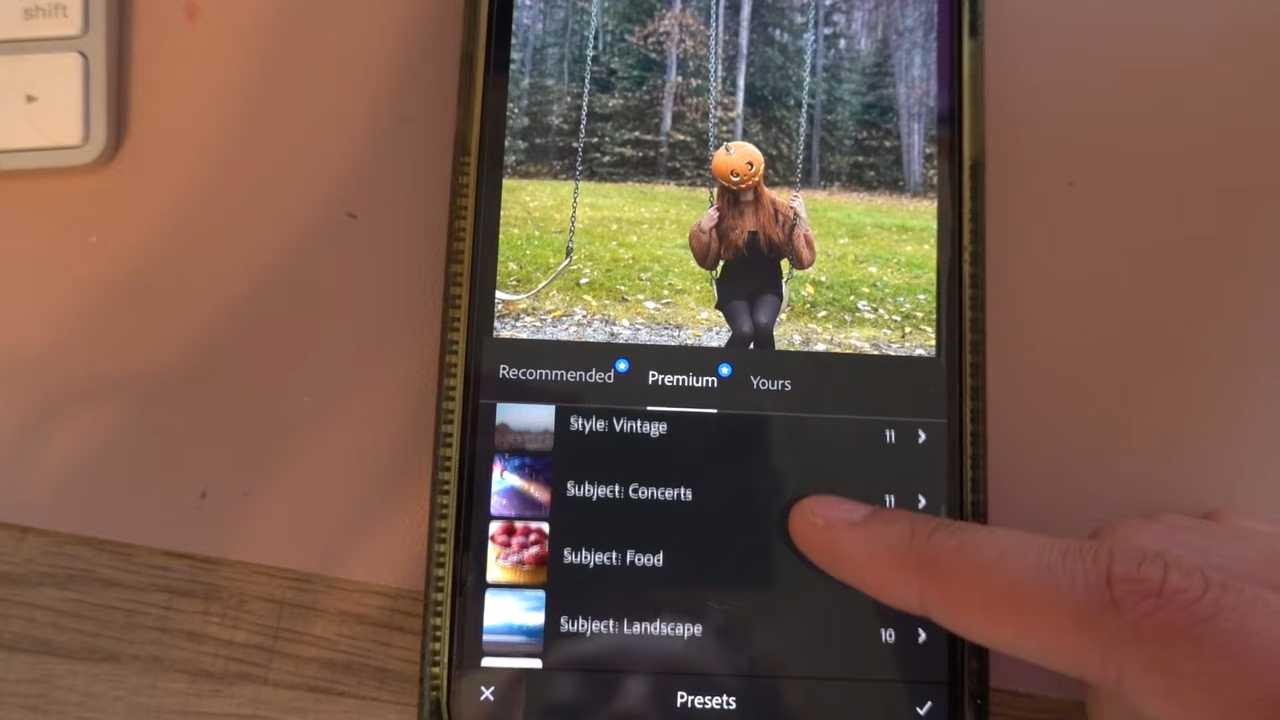 shift
Recommended Premium Yours
Style: Vintage 11
Subject: Concerts 11
Subject: Food
Subject: Landscape 10
Presets